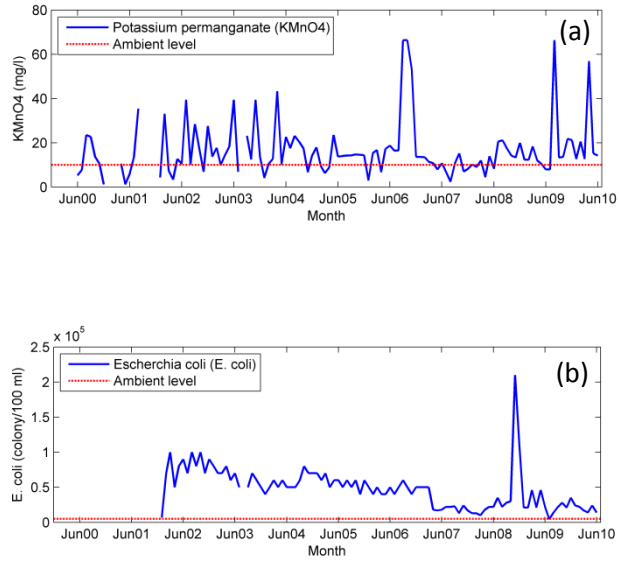 80
Potassium permanganate (KMnO4)
Ambient level
(a)
60
40
20
0
KMnO4 (mg/l)
Jun00 Jun01 Jun02 Jun03 Jun04 Jun05 Jun06 Jun07 Jun08 Jun09 Jun10
Month
x 10^5
2.5
Escherchia coli (E. coli)
Ambient level
(b)
2
1.5
1
0.5
0
E. coli (colony/100 ml)
Jun00 Jun01 Jun02 Jun03 Jun04 Jun05 Jun06 Jun07 Jun08 Jun09 Jun10
Month